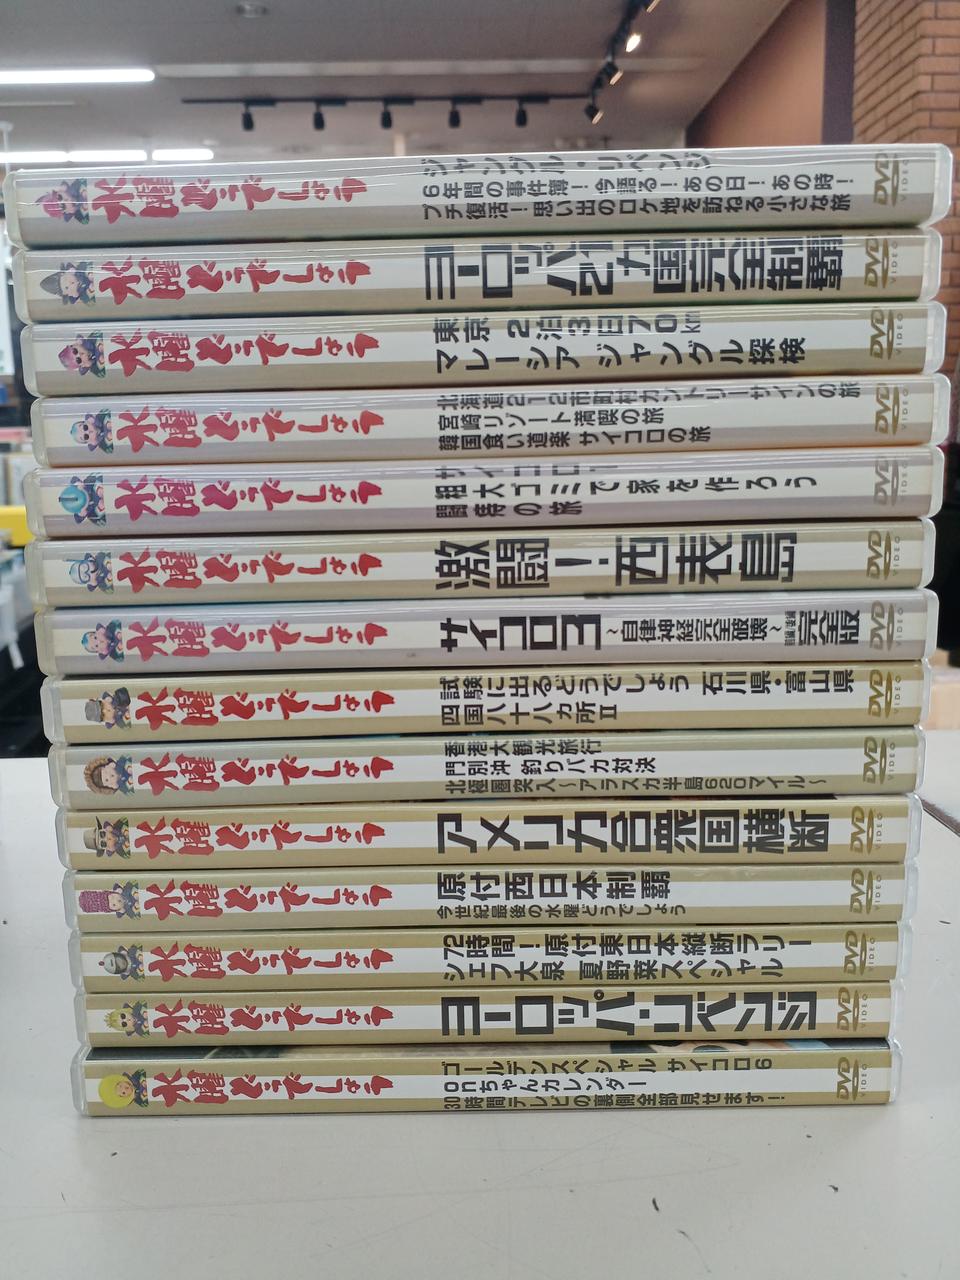 水曜どうでしょう
ジャングル・リベンジ
6年間の事件簿!今語る!あの日!あの時!
プチ復活!思い出のロケ地を訪ねる小さな旅
DVD
VIDEO
水曜どうでしょう
ヨーロッパ21カ国完全制覇
DVD
VIDEO
水曜どうでしょう
東京2泊3日70km
マレーシアジャングル探検
DVD
VIDEO
水曜どうでしょう
北海道212市町村カントリーサインの旅
宮崎リゾート満喫の旅
韓国食い道楽サイコロの旅
DVD
VIDEO
水曜どうでしょう
サイコロ
粗大ゴミで家を作ろう
闘痔の旅
DVD
VIDEO
水曜どうでしょう
激闘!西表島
DVD
VIDEO
水曜どうでしょう
サイコロ3
~自律神経完全破壊~
前編/後編
完全版
DVD
VIDEO
水曜どうでしょう
試験に出るどうでしょう 石川県・富山県
四国八十八カ所II
DVD
VIDEO
水曜どうでしょう
香港大観光旅行
門別沖 釣りバカ対決
北極圏突入 ~アラスカ半島620マイル~
DVD
VIDEO
水曜どうでしょう
アメリカ合衆国横断
DVD
VIDEO
水曜どうでしょう
原付西日本制覇
今世紀最後の水曜どうでしょう
DVD
VIDEO
水曜どうでしょう
72時間!原付東日本縦断ラリー
シェフ大泉 夏野菜スペシャル
DVD
VIDEO
水曜どうでしょう
ヨーロッパ・リベンジ
DVD
VIDEO
水曜どうでしょう
ゴールデンスペシャル サイコロ6
onちゃんカレンダー
30時間テレビの裏側全部見せます!
DVD
VIDEO